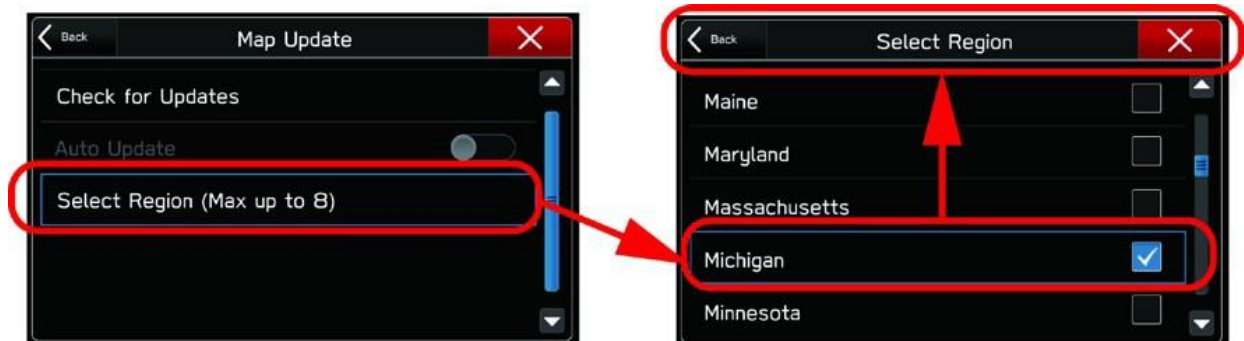 Back Map Update
Check for Updates
Auto Update
Select Region (Max up to 8)
Back Select Region
Maine
Maryland
Massachusetts
Michigan
Minnesota